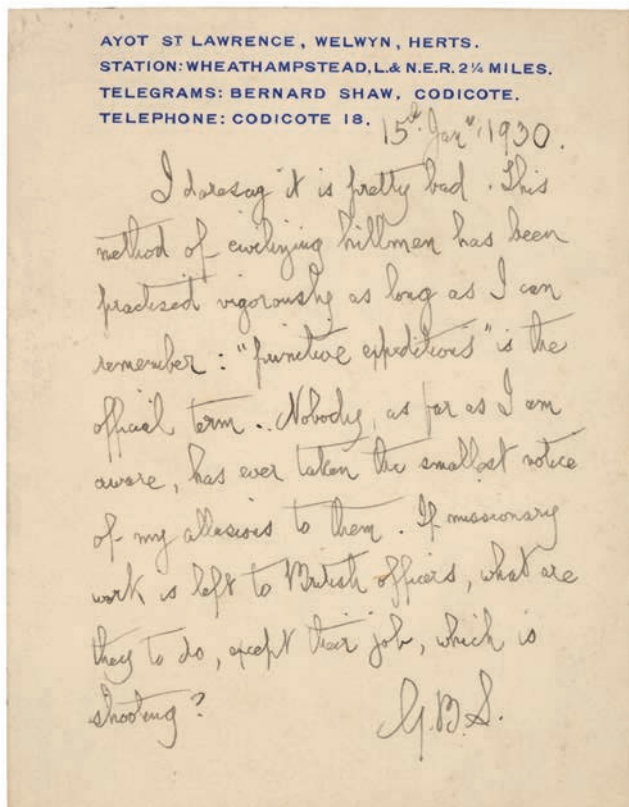 AYOT ST LAWRENCE, WELWYN, HERTS.
STATION: WHEATHAMPSTEAD, L. & N.E.R. 2¼ MILES.
TELEGRAMS: BERNARD SHAW, CODICOTE.
TELEPHONE: CODICOTE 18.
15th Jany 1930.
I daresay it is pretty bad. This
method of civilizing hillmen has been
practised vigorously as long as I can
remember: "punitive expeditions" is the
official term. Nobody, as far as I am
aware, has ever taken the smallest notice
of my allusions to them. If missionary
work is left to British officers, what are
they to do, except their job, which is
shooting?
G.B.S.